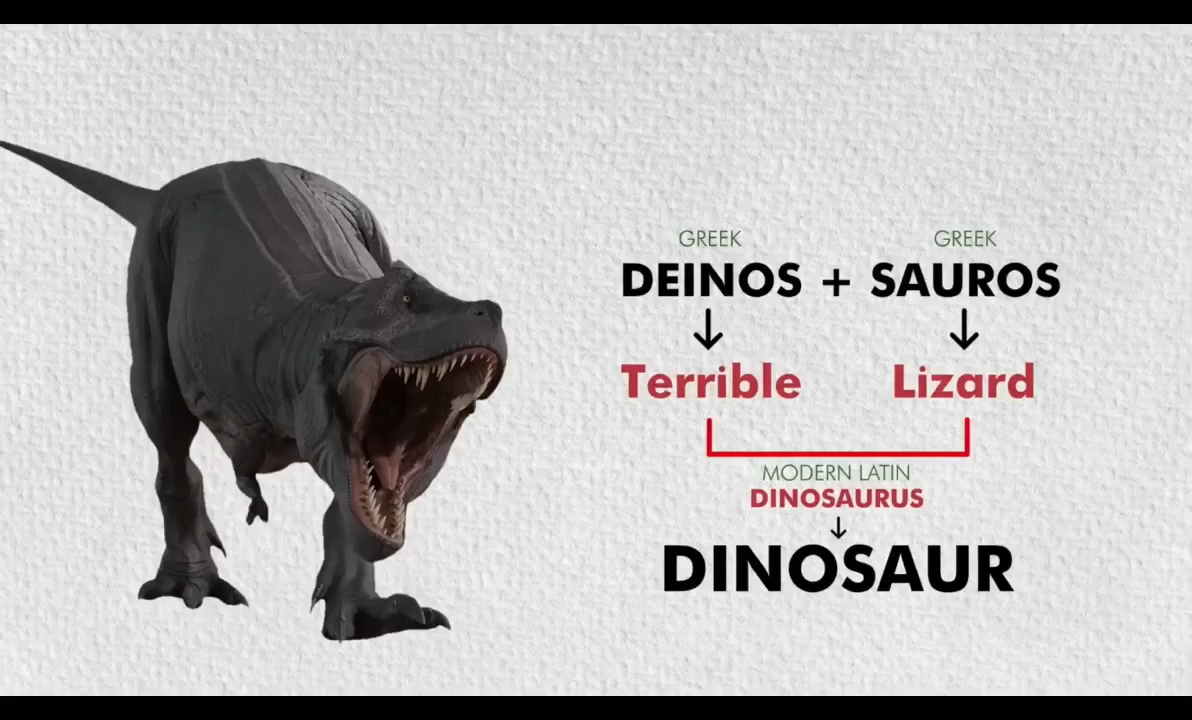 GREEK GREEK
DEINOS + SAUROS
Terrible Lizard
MODERN LATIN
DINOSAURUS
DINOSAUR